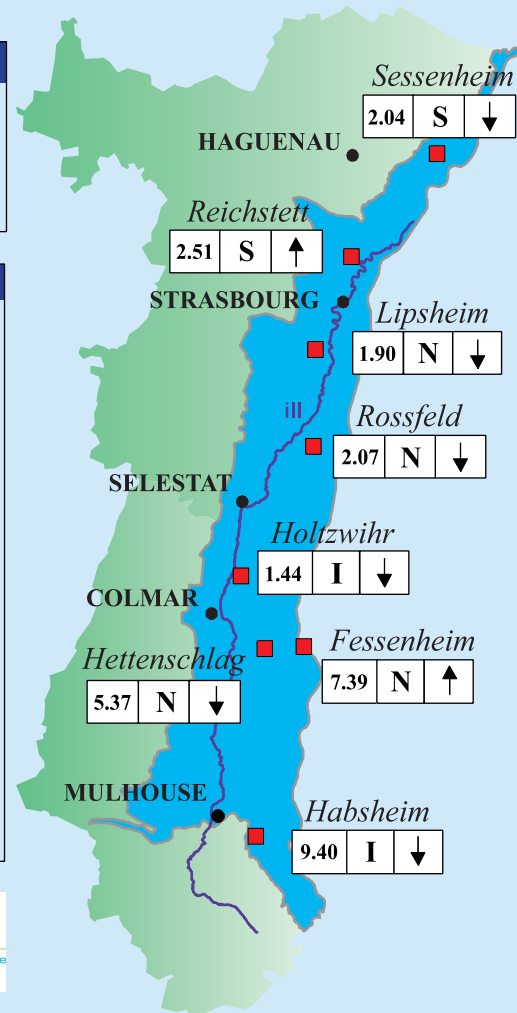 Sessenheim
2.04 S ↓
HAGUENAU
Reichstett
2.51 S ↑
STRASBOURG
Lipsheim
1.90 N ↓
ill
Rossfeld
2.07 N ↓
SELESTAT
Holtzwihr
1.44 I ↓
COLMAR
Fessenheim
7.39 N ↑
Hettenschlag
5.37 N ↓
MULHOUSE
Habsheim
9.40 I ↓
e